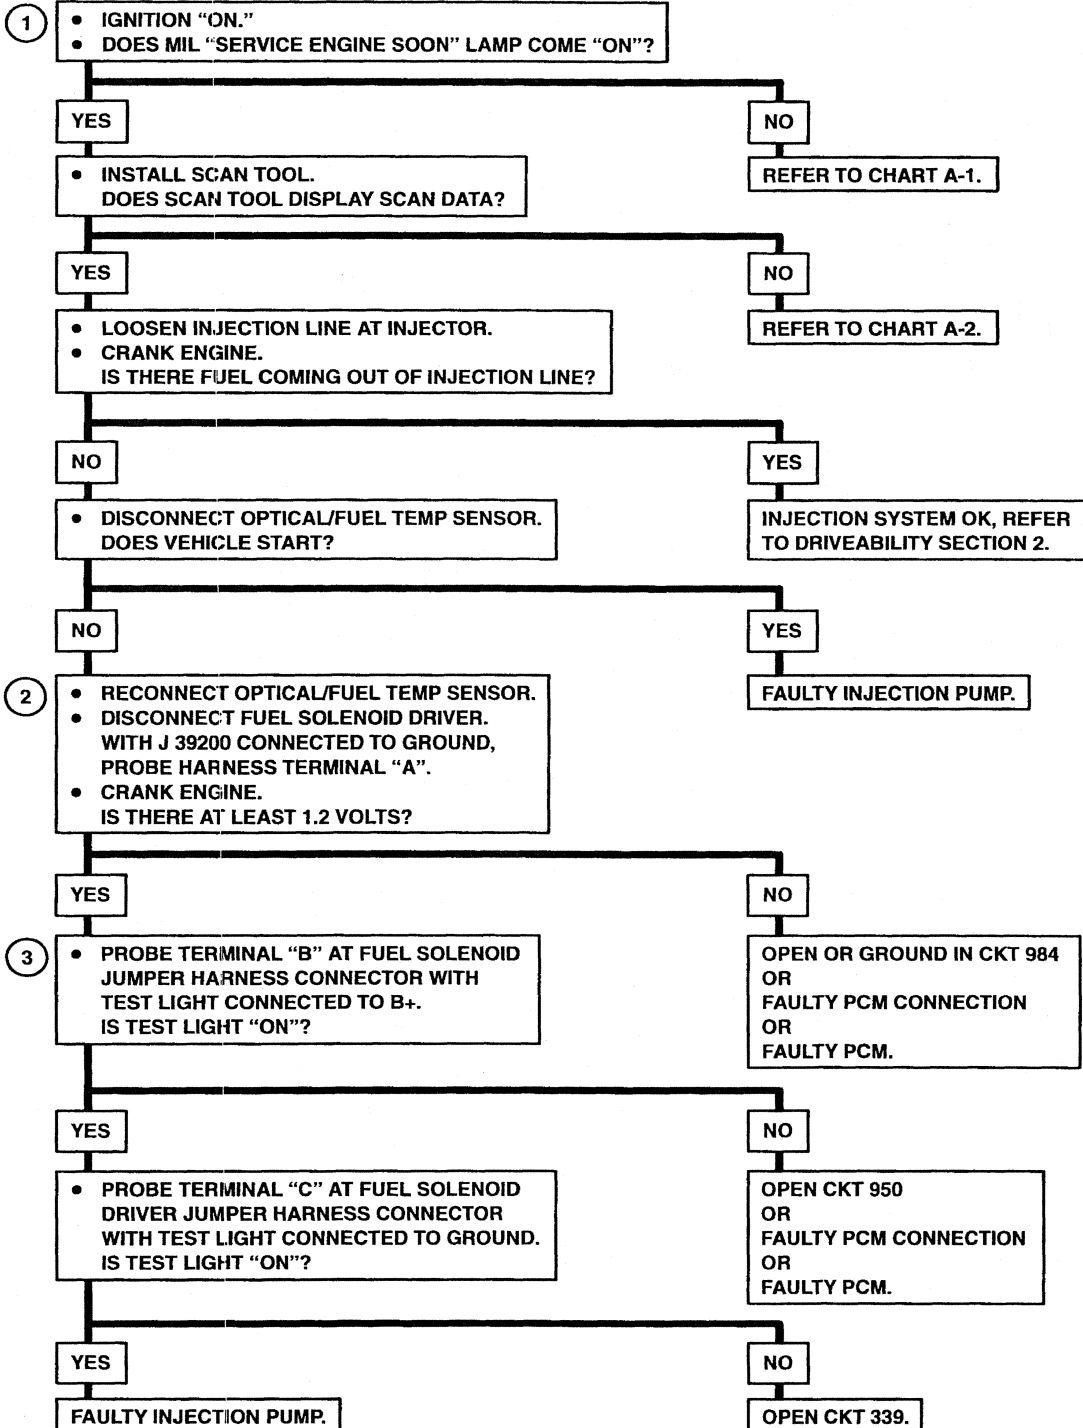 1
• IGNITION “ON.”
• DOES MIL “SERVICE ENGINE SOON” LAMP COME “ON”?
YES
NO
• INSTALL SCAN TOOL.
DOES SCAN TOOL DISPLAY SCAN DATA?
REFER TO CHART A-1.
YES
NO
• LOOSEN INJECTION LINE AT INJECTOR.
• CRANK ENGINE.
IS THERE FUEL COMING OUT OF INJECTION LINE?
REFER TO CHART A-2.
NO
YES
• DISCONNECT OPTICAL/FUEL TEMP SENSOR.
DOES VEHICLE START?
INJECTION SYSTEM OK, REFER
TO DRIVEABILITY SECTION 2.
NO
YES
2
• RECONNECT OPTICAL/FUEL TEMP SENSOR.
• DISCONNECT FUEL SOLENOID DRIVER.
WITH J 39200 CONNECTED TO GROUND,
PROBE HARNESS TERMINAL “A”.
• CRANK ENGINE.
IS THERE AT LEAST 1.2 VOLTS?
FAULTY INJECTION PUMP.
YES
NO
3
• PROBE TERMINAL “B” AT FUEL SOLENOID
JUMPER HARNESS CONNECTOR WITH
TEST LIGHT CONNECTED TO B+.
IS TEST LIGHT “ON”?
OPEN OR GROUND IN CKT 984
OR
FAULTY PCM CONNECTION
OR
FAULTY PCM.
YES
NO
• PROBE TERMINAL “C” AT FUEL SOLENOID
DRIVER JUMPER HARNESS CONNECTOR
WITH TEST LIGHT CONNECTED TO GROUND.
IS TEST LIGHT “ON”?
OPEN CKT 950
OR
FAULTY PCM CONNECTION
OR
FAULTY PCM.
YES
NO
FAULTY INJECTION PUMP.
OPEN CKT 339.